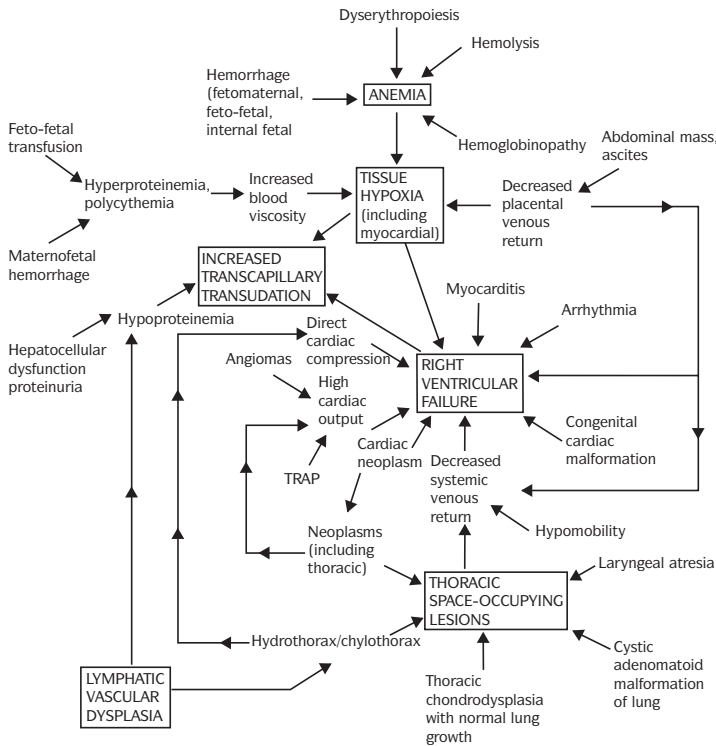 Dyserythropoiesis
Hemolysis
Hemorrhage
(fetomaternal,
feto-fetal,
internal fetal
ANEMIA
Feto-fetal
transfusion
Hemoglobinopathy
Abdominal mass,
ascites
Hyperproteinemia,
polycythemia
Increased
blood
viscosity
TISSUE
HYPOXIA
(including
myocardial)
Decreased
placental
venous
return
Maternofetal
hemorrhage
INCREASED
TRANSCAPILLARY
TRANSUDATION
Myocarditis
Arrhythmia
Hypoproteinemia
Hepatocellular
dysfunction
proteinuria
Direct
cardiac
compression
Angiomas
High
cardiac
output
RIGHT
VENTRICULAR
FAILURE
Congenital
cardiac
malformation
TRAP
Cardiac
neoplasm
Decreased
systemic
venous
return
Hypomobility
Neoplasms
(including
thoracic)
Laryngeal atresia
THORACIC
SPACE-OCCUPYING
LESIONS
Hydrothorax/chylothorax
Cystic
adenomatoid
malformation
of lung
LYMPHATIC
VASCULAR
DYSPLASIA
Thoracic
chondrodysplasia
with normal lung
growth